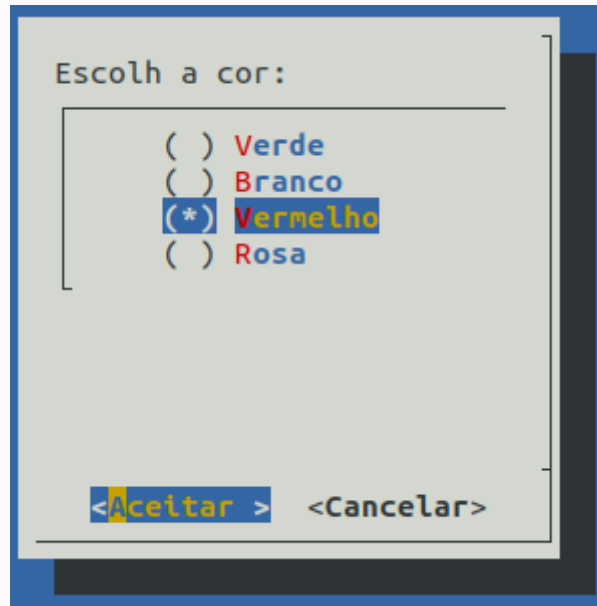 Escolh a cor:
( ) Verde
( ) Branco
(*) Vermelho
( ) Rosa
<Aceitar > <Cancelar>